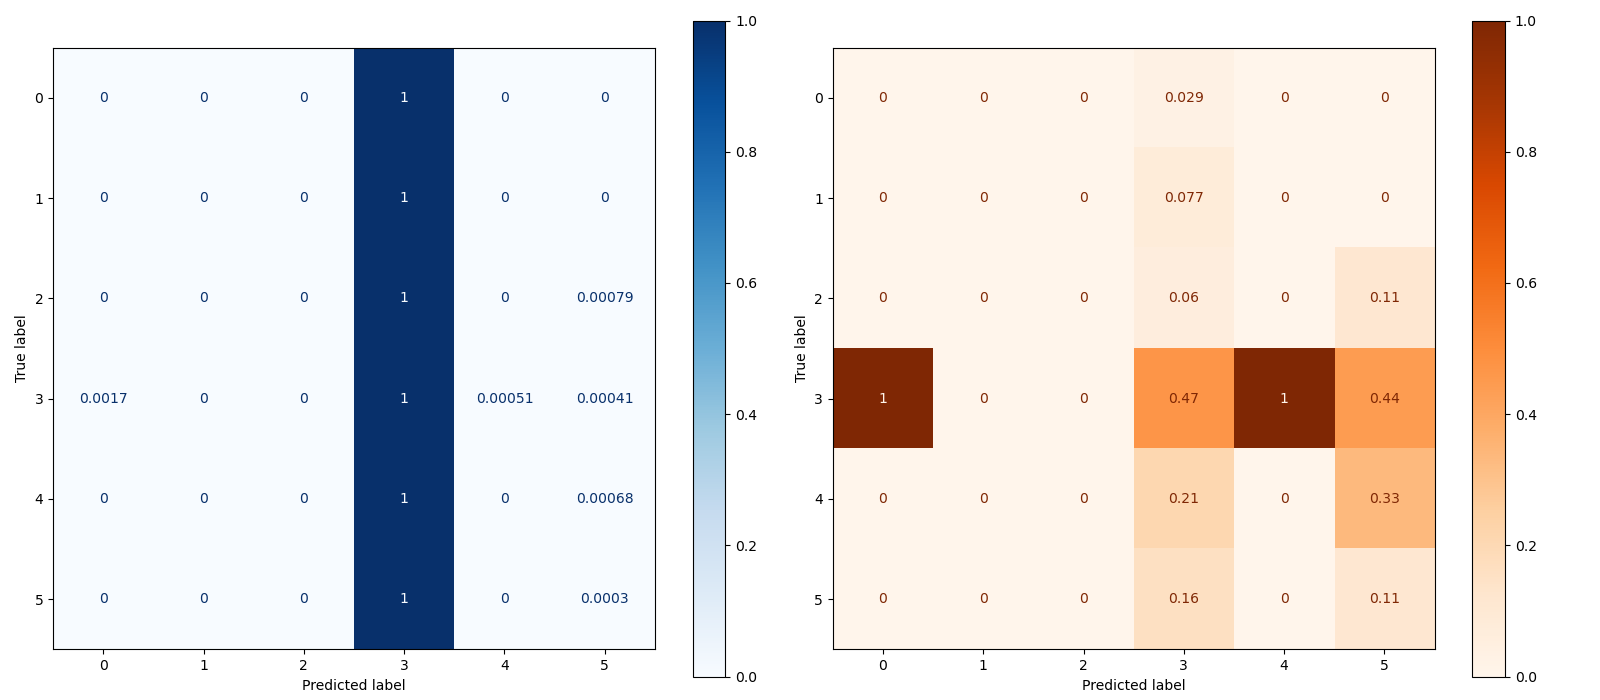 0 0 0 0 1 0 0
1 0 0 0 1 0 0
2 0 0 0 1 0 0.00079
3 0.0017 0 0 1 0.00051 0.00041
4 0 0 0 1 0 0.00068
5 0 0 0 1 0 0.0003
0 1 2 3 4 5
True label
Predicted label
1.0
0.8
0.6
0.4
0.2
0.0
0 0 0 0 0.029 0 0
1 0 0 0 0.077 0 0
2 0 0 0 0.06 0 0.11
3 1 0 0 0.47 1 0.44
4 0 0 0 0.21 0 0.33
5 0 0 0 0.16 0 0.11
0 1 2 3 4 5
True label
Predicted label
1.0
0.8
0.6
0.4
0.2
0.0